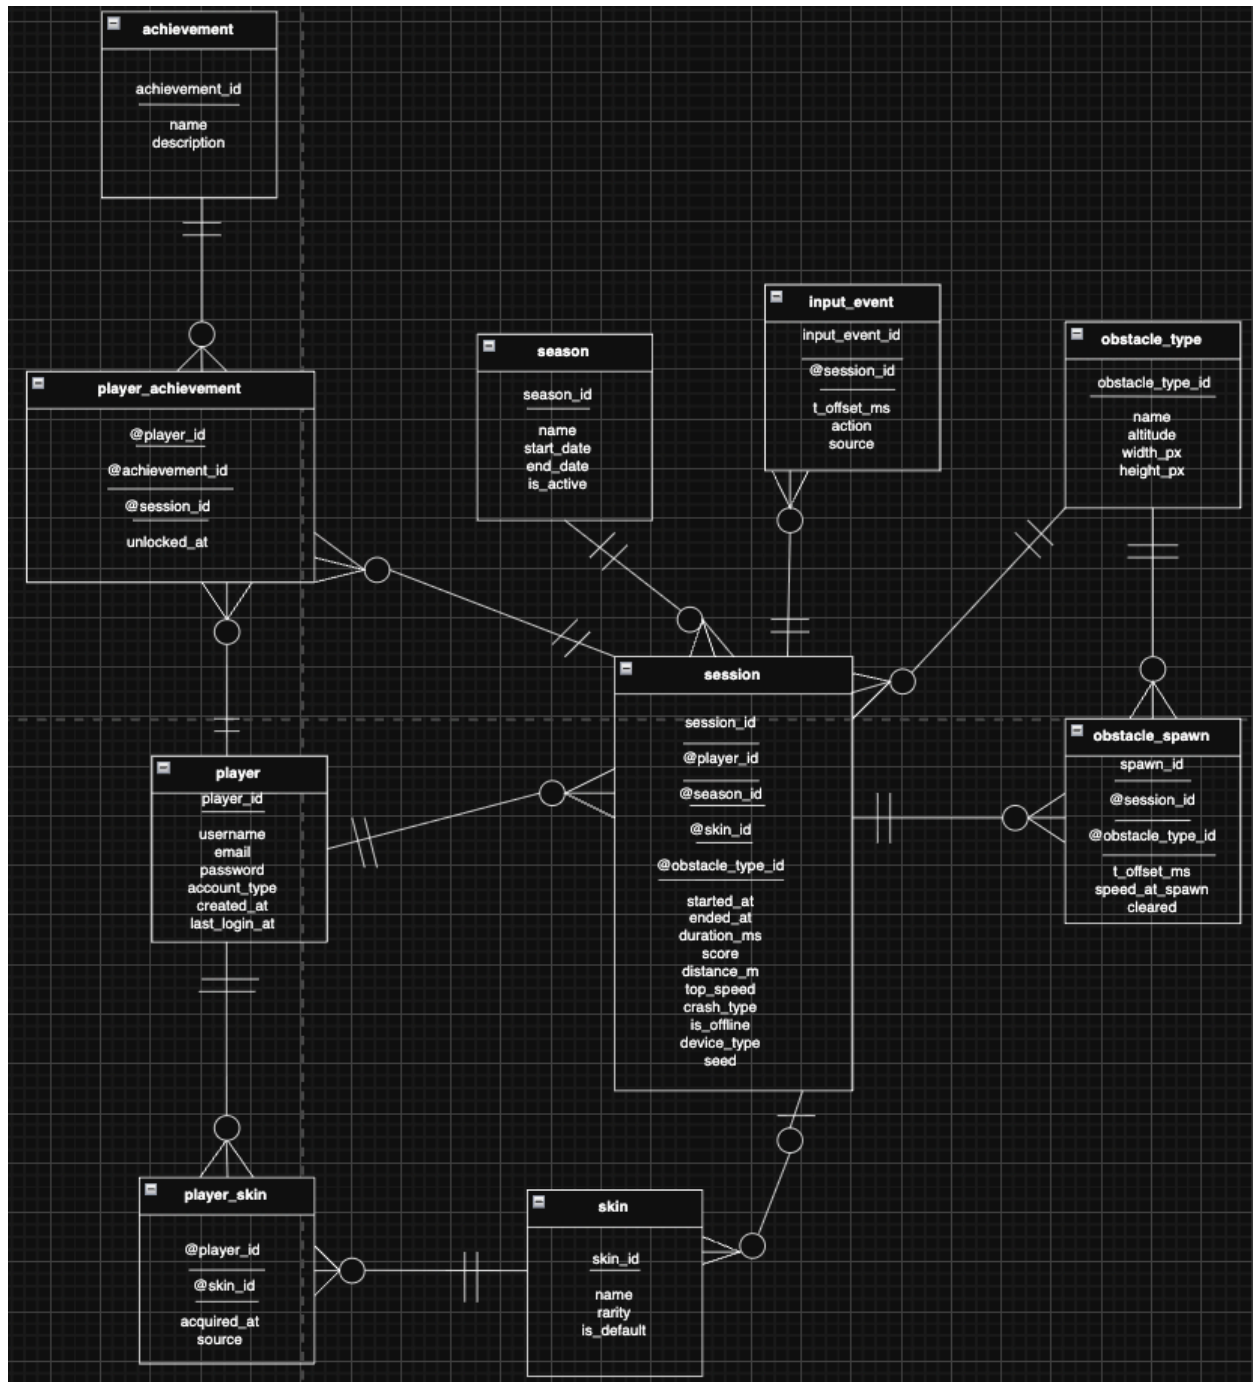 achievement
achievement_id
name
description
player_achievement
@player_id
@achievement_id
@session_id
unlocked_at
season
season_id
name
start_date
end_date
is_active
input_event
input_event_id
@session_id
t_offset_ms
action
source
obstacle_type
obstacle_type_id
name
altitude
width_px
height_px
player
player_id
username
email
password
account_type
created_at
last_login_at
session
session_id
@player_id
@season_id
@skin_id
@obstacle_type_id
started_at
ended_at
duration_ms
score
distance_m
top_speed
crash_type
is_offline
device_type
seed
obstacle_spawn
spawn_id
@session_id
@obstacle_type_id
t_offset_ms
speed_at_spawn
cleared
player_skin
@player_id
@skin_id
acquired_at
source
skin
skin_id
name
rarity
is_default